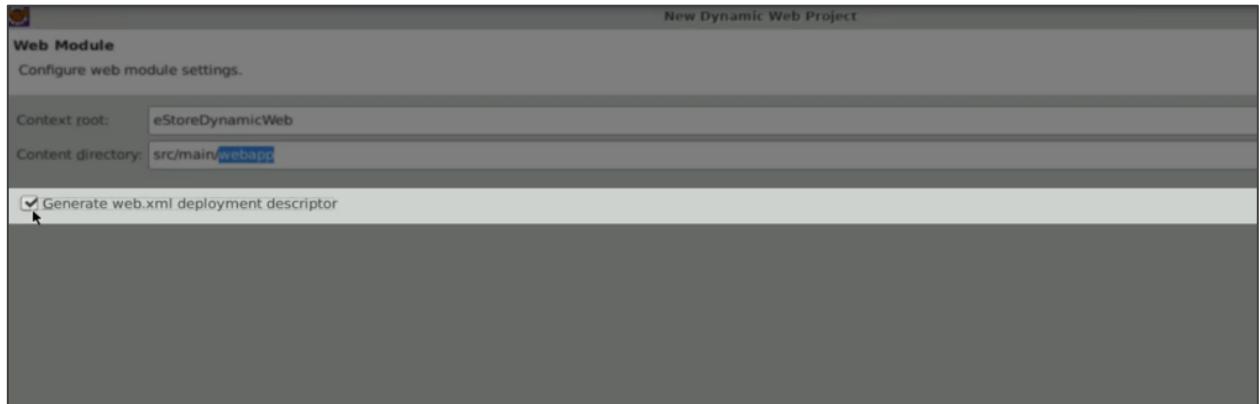 New Dynamic Web Project
Web Module
Configure web module settings.
Context root: eStoreDynamicWeb
Content directory: src/main/webapp
Generate web.xml deployment descriptor